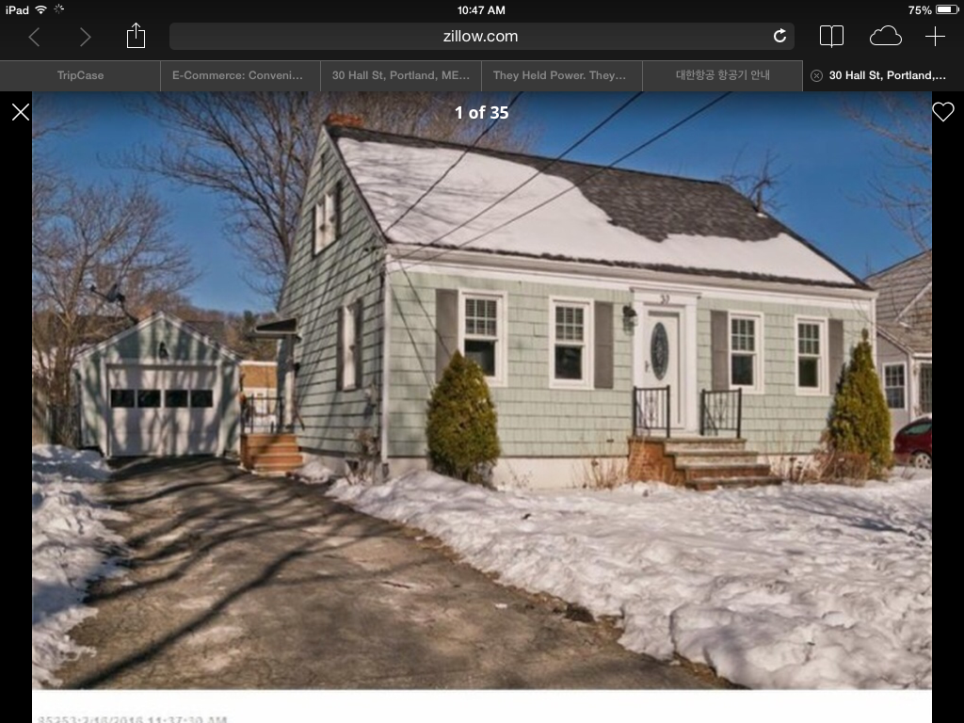 iPad 10:47 AM 75%
zillow.com
TripCase E-Commerce: Conveni... 30 Hall St, Portland, ME... They Held Power. They... 대한항공 항공기 안내 30 Hall St, Portland,...
1 of 35
30